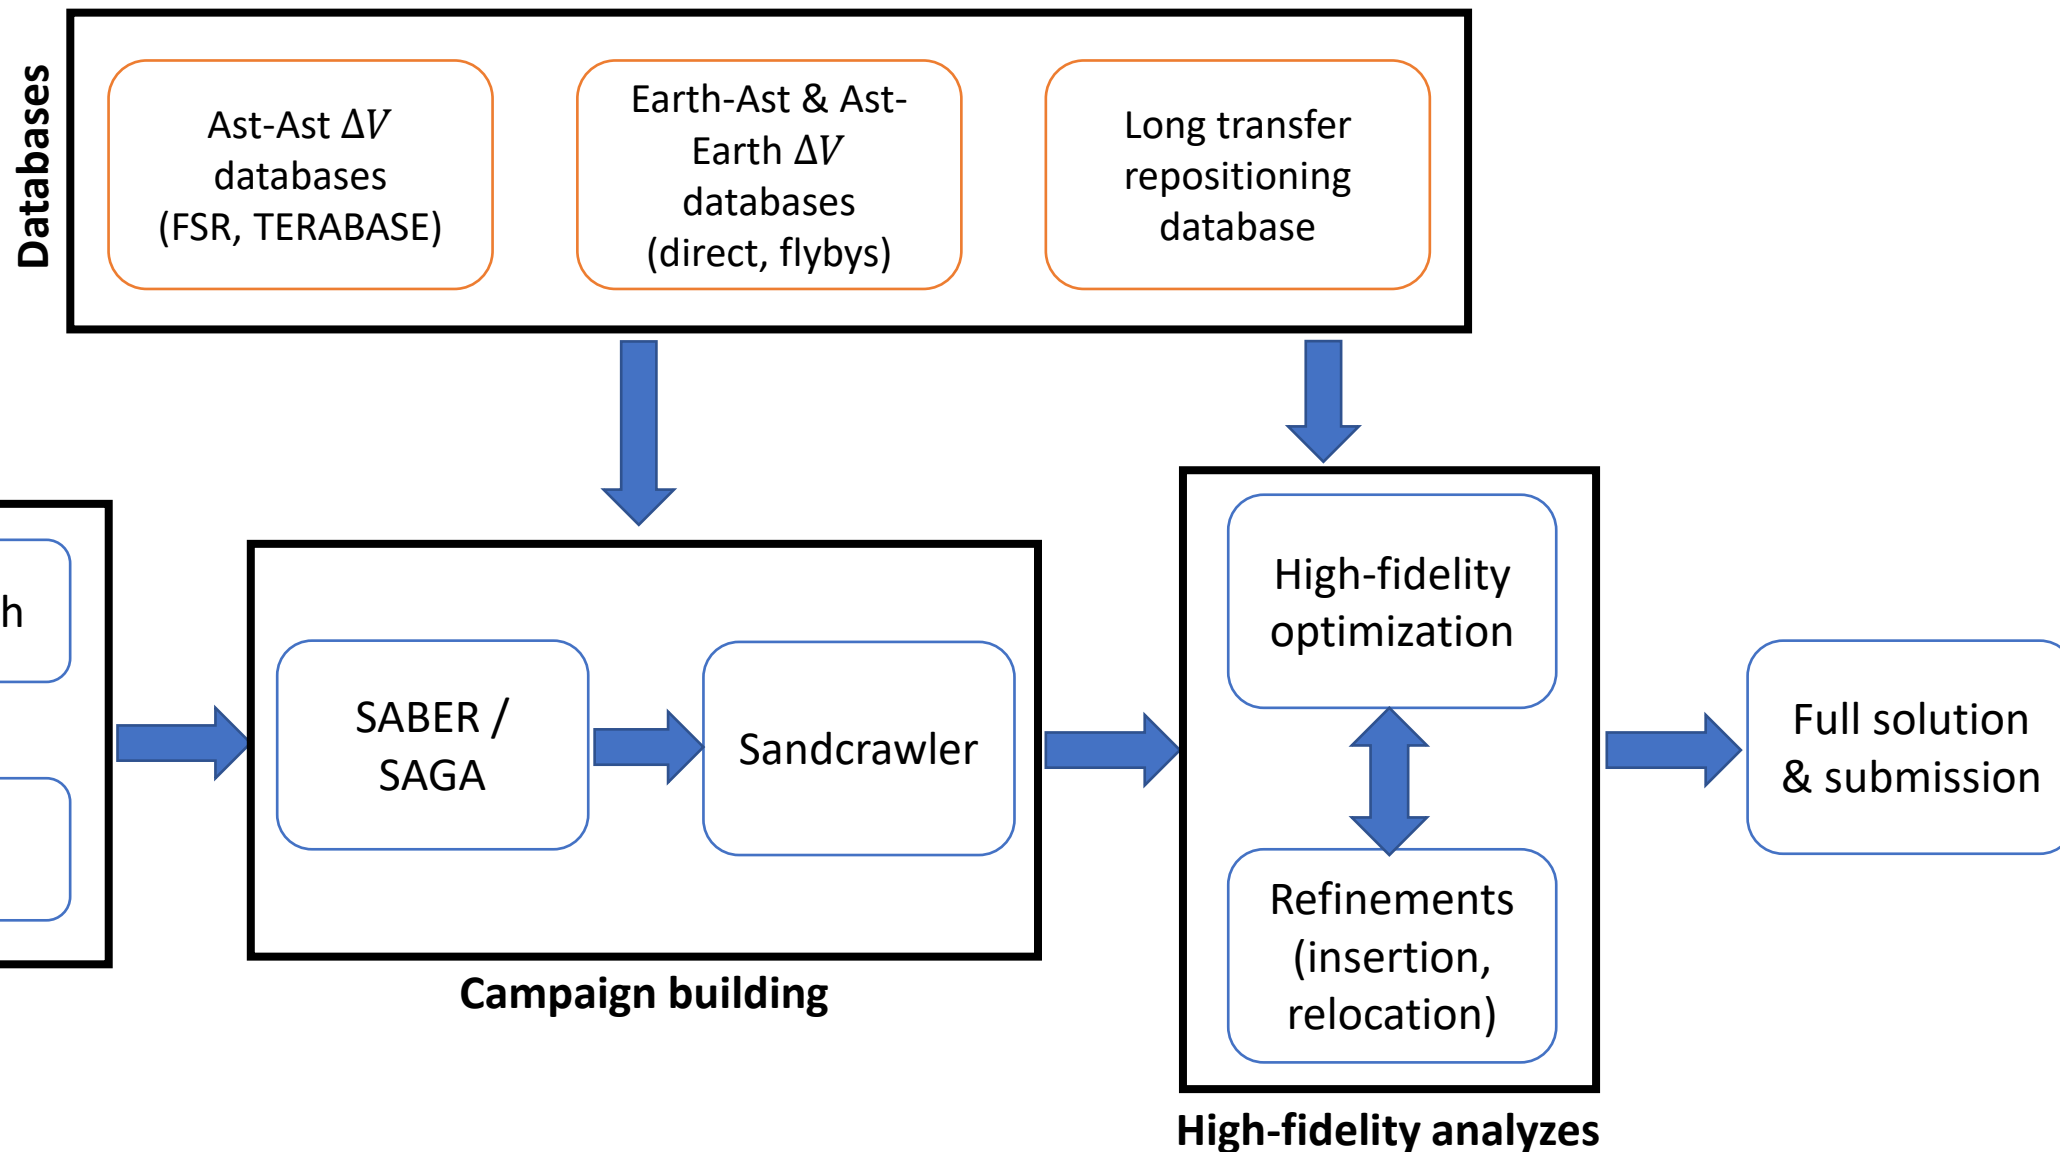 Databases
Ast-Ast ΔV
databases
(FSR, TERABASE)
Earth-Ast & Ast-
Earth ΔV
databases
(direct, flybys)
Long transfer
repositioning
database
h
SABER /
SAGA
Sandcrawler
Campaign building
High-fidelity
optimization
Refinements
(insertion,
relocation)
High-fidelity analyzes
Full solution
& submission